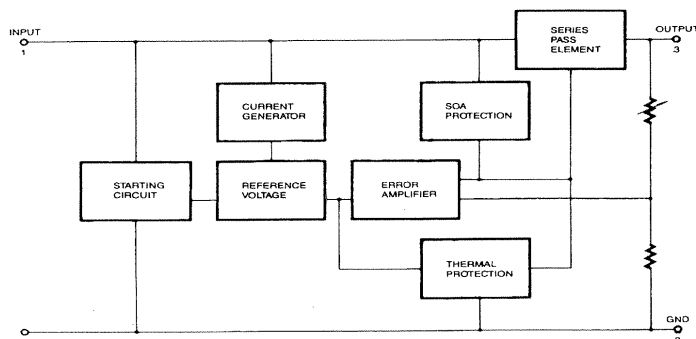 INPUT
1
SERIES
PASS
ELEMENT
OUTPUT
3
CURRENT
GENERATOR
SOA
PROTECTION
STARTING
CIRCUIT
REFERENCE
VOLTAGE
ERROR
AMPLIFIER
THERMAL
PROTECTION
GND